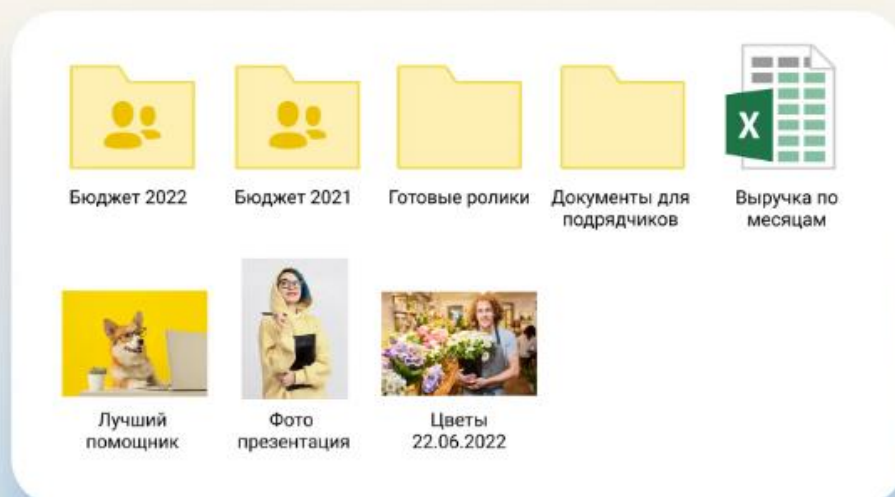 Бюджет 2022
Бюджет 2021
Готовые ролики
Документы для
подрядчиков
Выручка по
месяцам
X
Лучший
помощник
Фото
презентация
Цветы
22.06.2022